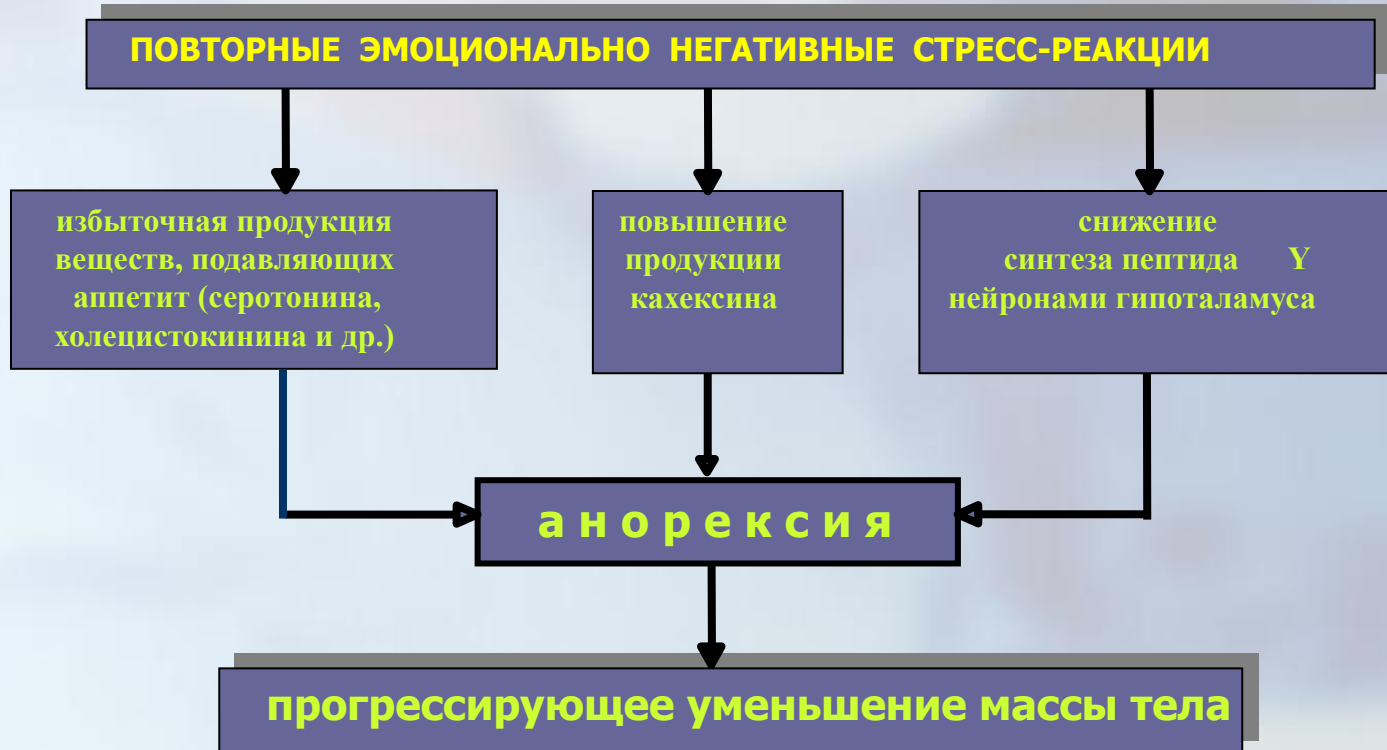 ПОВТОРНЫЕ ЭМОЦИОНАЛЬНО НЕГАТИВНЫЕ СТРЕСС-РЕАКЦИИ
избыточная продукция
веществ, подавляющих
аппетит (серотонина,
холецистокинина и др.)
повышение
продукции
кахексина
снижение
синтеза пептида Y
нейронами гипоталамуса
анорексия
прогрессирующее уменьшение массы тела